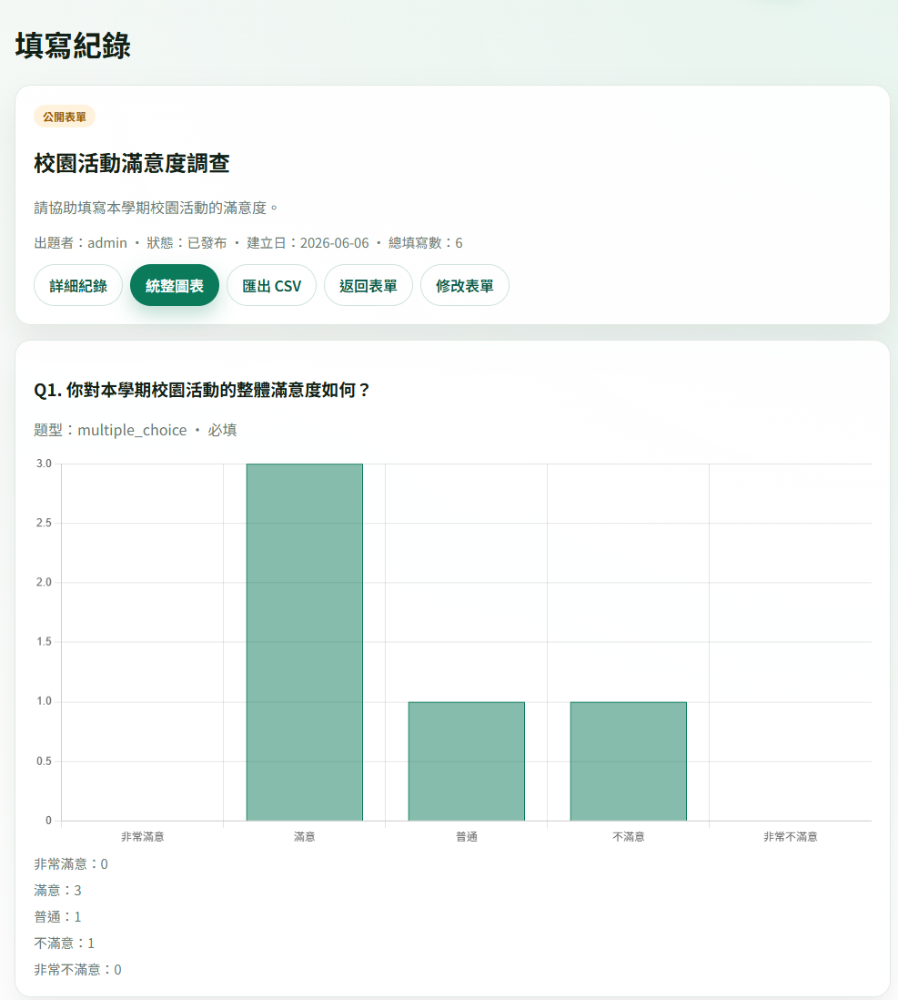 填寫紀錄
公開表單
校園活動滿意度調查
請協助填寫本學期校園活動的滿意度。
出題者：admin ・ 狀態：已發布 ・ 建立日：2026-06-06 ・ 總填寫數：6
詳細紀錄 統整圖表 匯出 CSV 返回表單 修改表單
Q1. 你對本學期校園活動的整體滿意度如何？
題型：multiple_choice ・ 必填
3.0
2.5
2.0
1.5
1.0
0.5
0
非常滿意 滿意 普通 不滿意 非常不滿意
非常滿意：0
滿意：3
普通：1
不滿意：1
非常不滿意：0